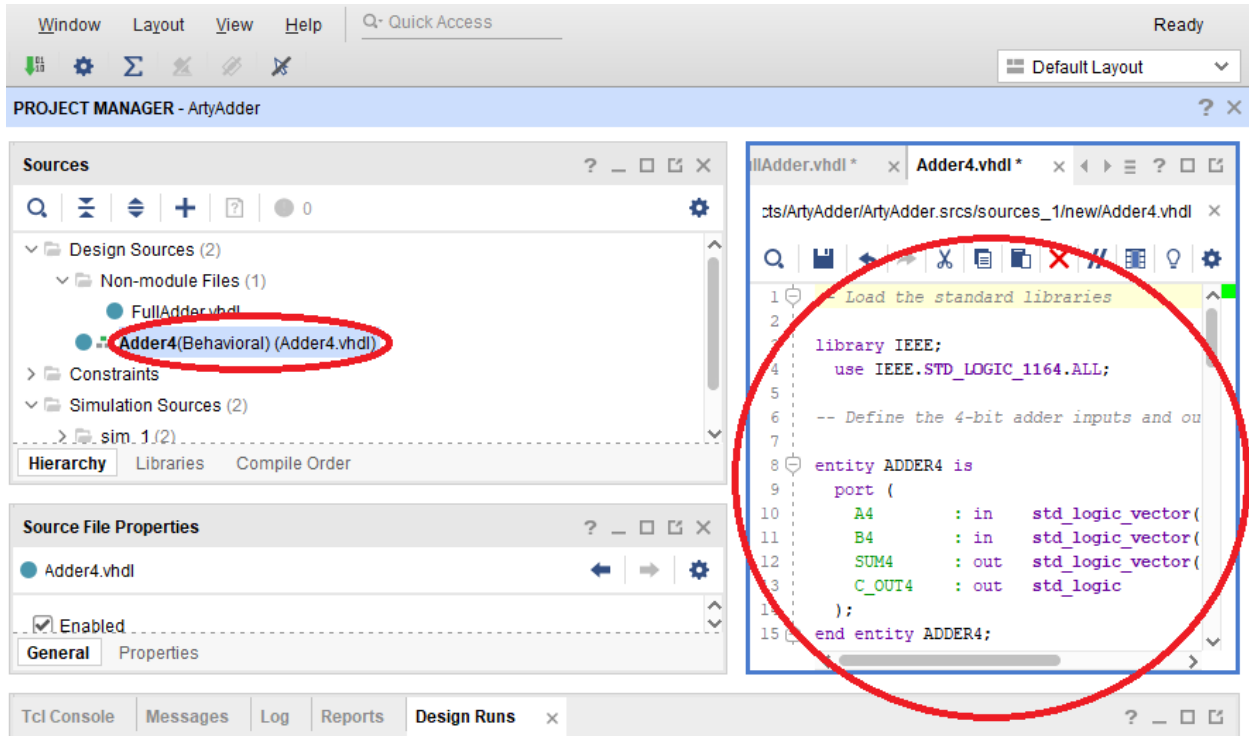 Window Layout View Help Q- Quick Access Ready
Default Layout
PROJECT MANAGER - ArtyAdder ? ×
Sources ?
0
Design Sources (2)
Non-module Files (1)
FullAdder.vhdl
Adder4(Behavioral) (Adder4.vhdl)
Constraints
Simulation Sources (2)
sim_1 (2)
Hierarchy Libraries Compile Order
Source File Properties ?
Adder4.vhdl
Enabled
General Properties
llAdder.vhdl * × Adder4.vhdl * × ?
cts/ArtyAdder/ArtyAdder.srcs/sources_1/new/Adder4.vhdl ×
1 - Load the standard libraries
2
3 library IEEE;
4 use IEEE.STD_LOGIC_1164.ALL;
5
6 -- Define the 4-bit adder inputs and ou
7
8 entity ADDER4 is
9 port (
10 A4 : in std_logic_vector(
11 B4 : in std_logic_vector(
12 SUM4 : out std_logic_vector(
13 C_OUT4 : out std_logic
14 );
15 end entity ADDER4;
Tcl Console Messages Log Reports Design Runs × ?